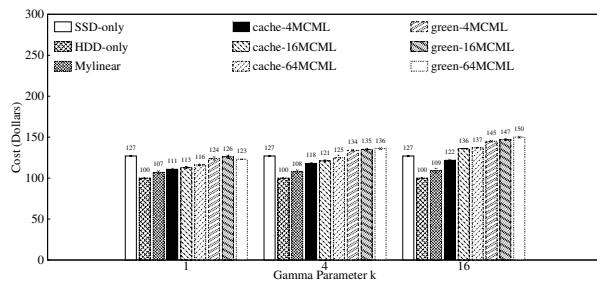 300
250
200
150
100
50
0
Cost (Dollars)
SSD-only
HDD-only
Mylinear
cache-4MCML
cache-16MCML
cache-64MCML
green-4MCML
green-16MCML
green-64MCML
127 100 107 111 113 116 124 126 123
127 100 108 118 121 125 134 135 136
127 100 109 122 136 137 145 147 150
1 4 16
Gamma Parameter k